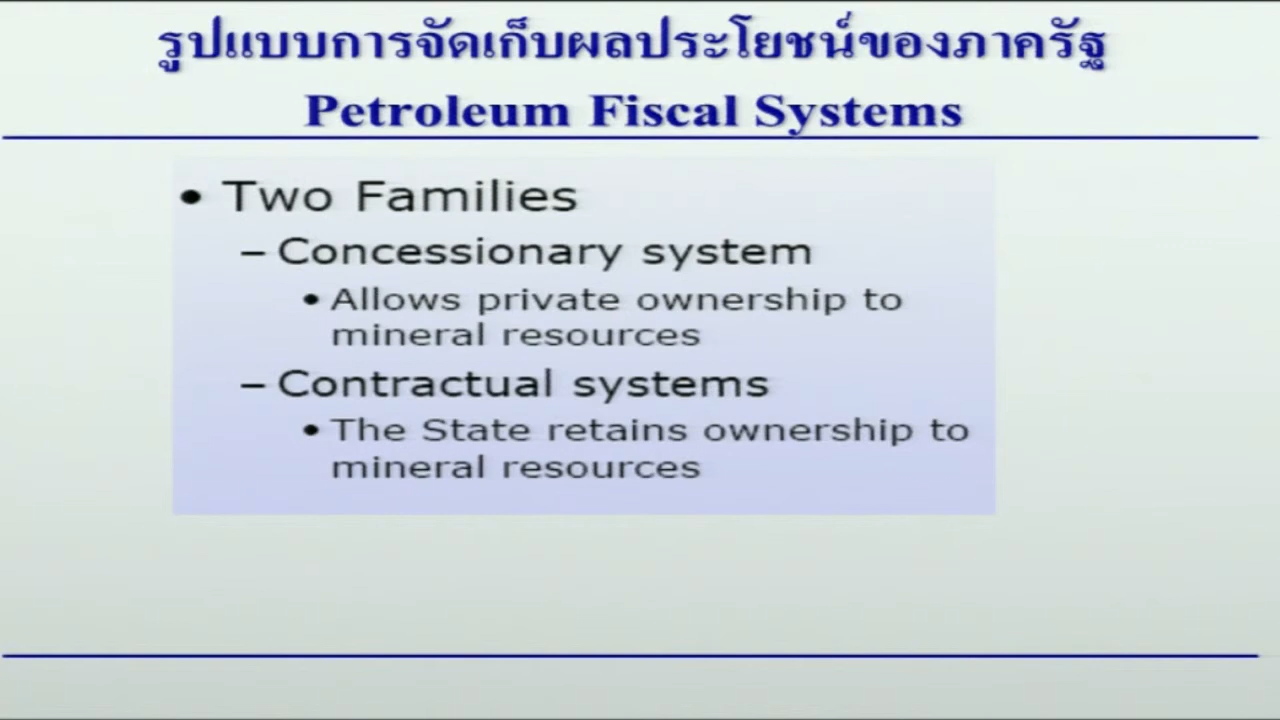 รูปแบบการจัดเก็บผลประโยชน์ของภาครัฐ
Petroleum Fiscal Systems
• Two Families
– Concessionary system
• Allows private ownership to
mineral resources
– Contractual systems
• The State retains ownership to
mineral resources